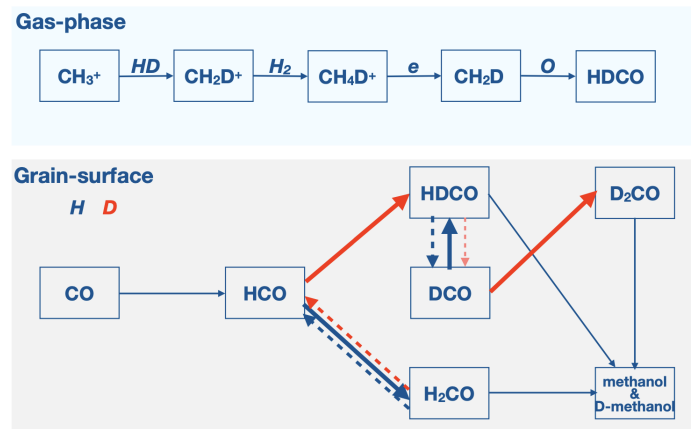 Gas-phase
CH₃⁺
HD
CH₂D⁺
H₂
CH₄D⁺
e
CH₂D
O
HDCO
Grain-surface
H D
HDCO
D₂CO
CO
HCO
DCO
H₂CO
methanol
&
D-methanol